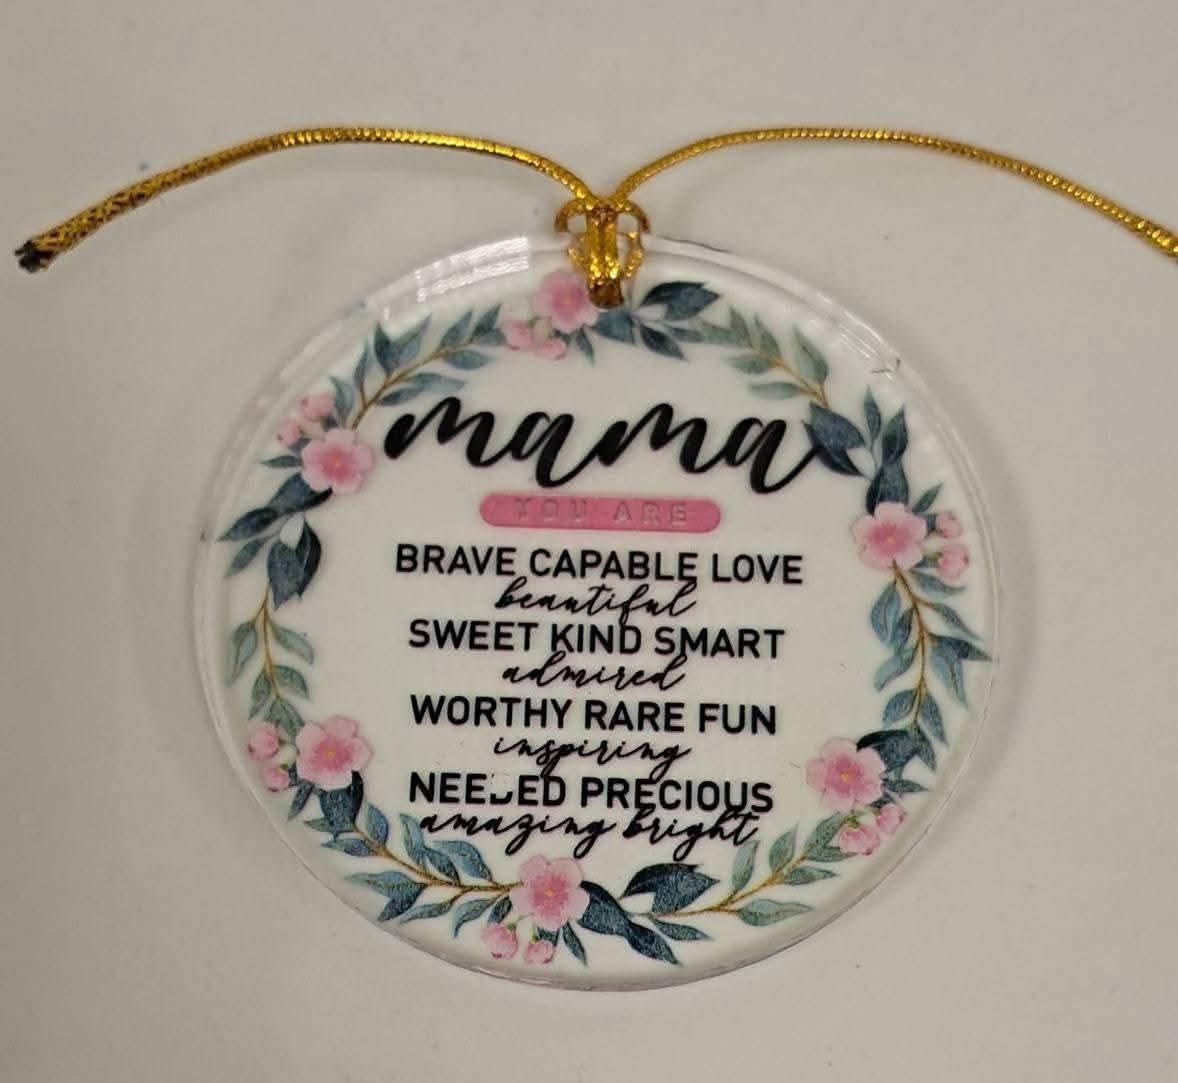 mama
YOU ARE
BRAVE CAPABLE LOVE
beautiful
SWEET KIND SMART
admired
WORTHY RARE FUN
inspiring
NEEDED PRECIOUS
amazing bright